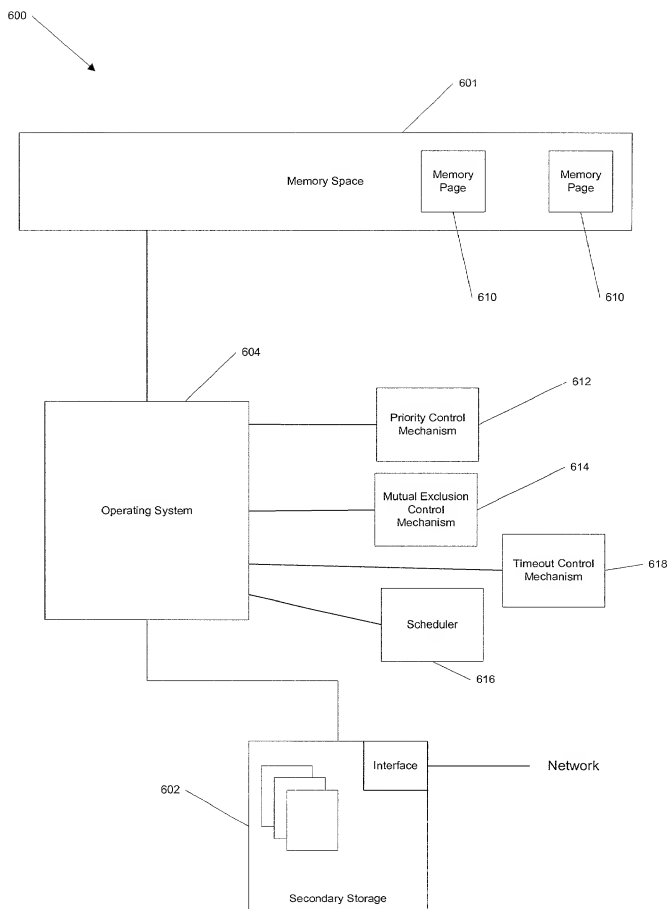 600
601
Memory Space
Memory
Page
Memory
Page
610
610
604
612
Priority Control
Mechanism
614
Mutual Exclusion
Control
Mechanism
Operating System
Timeout Control
Mechanism
618
Scheduler
616
Interface
Network
602
Secondary Storage